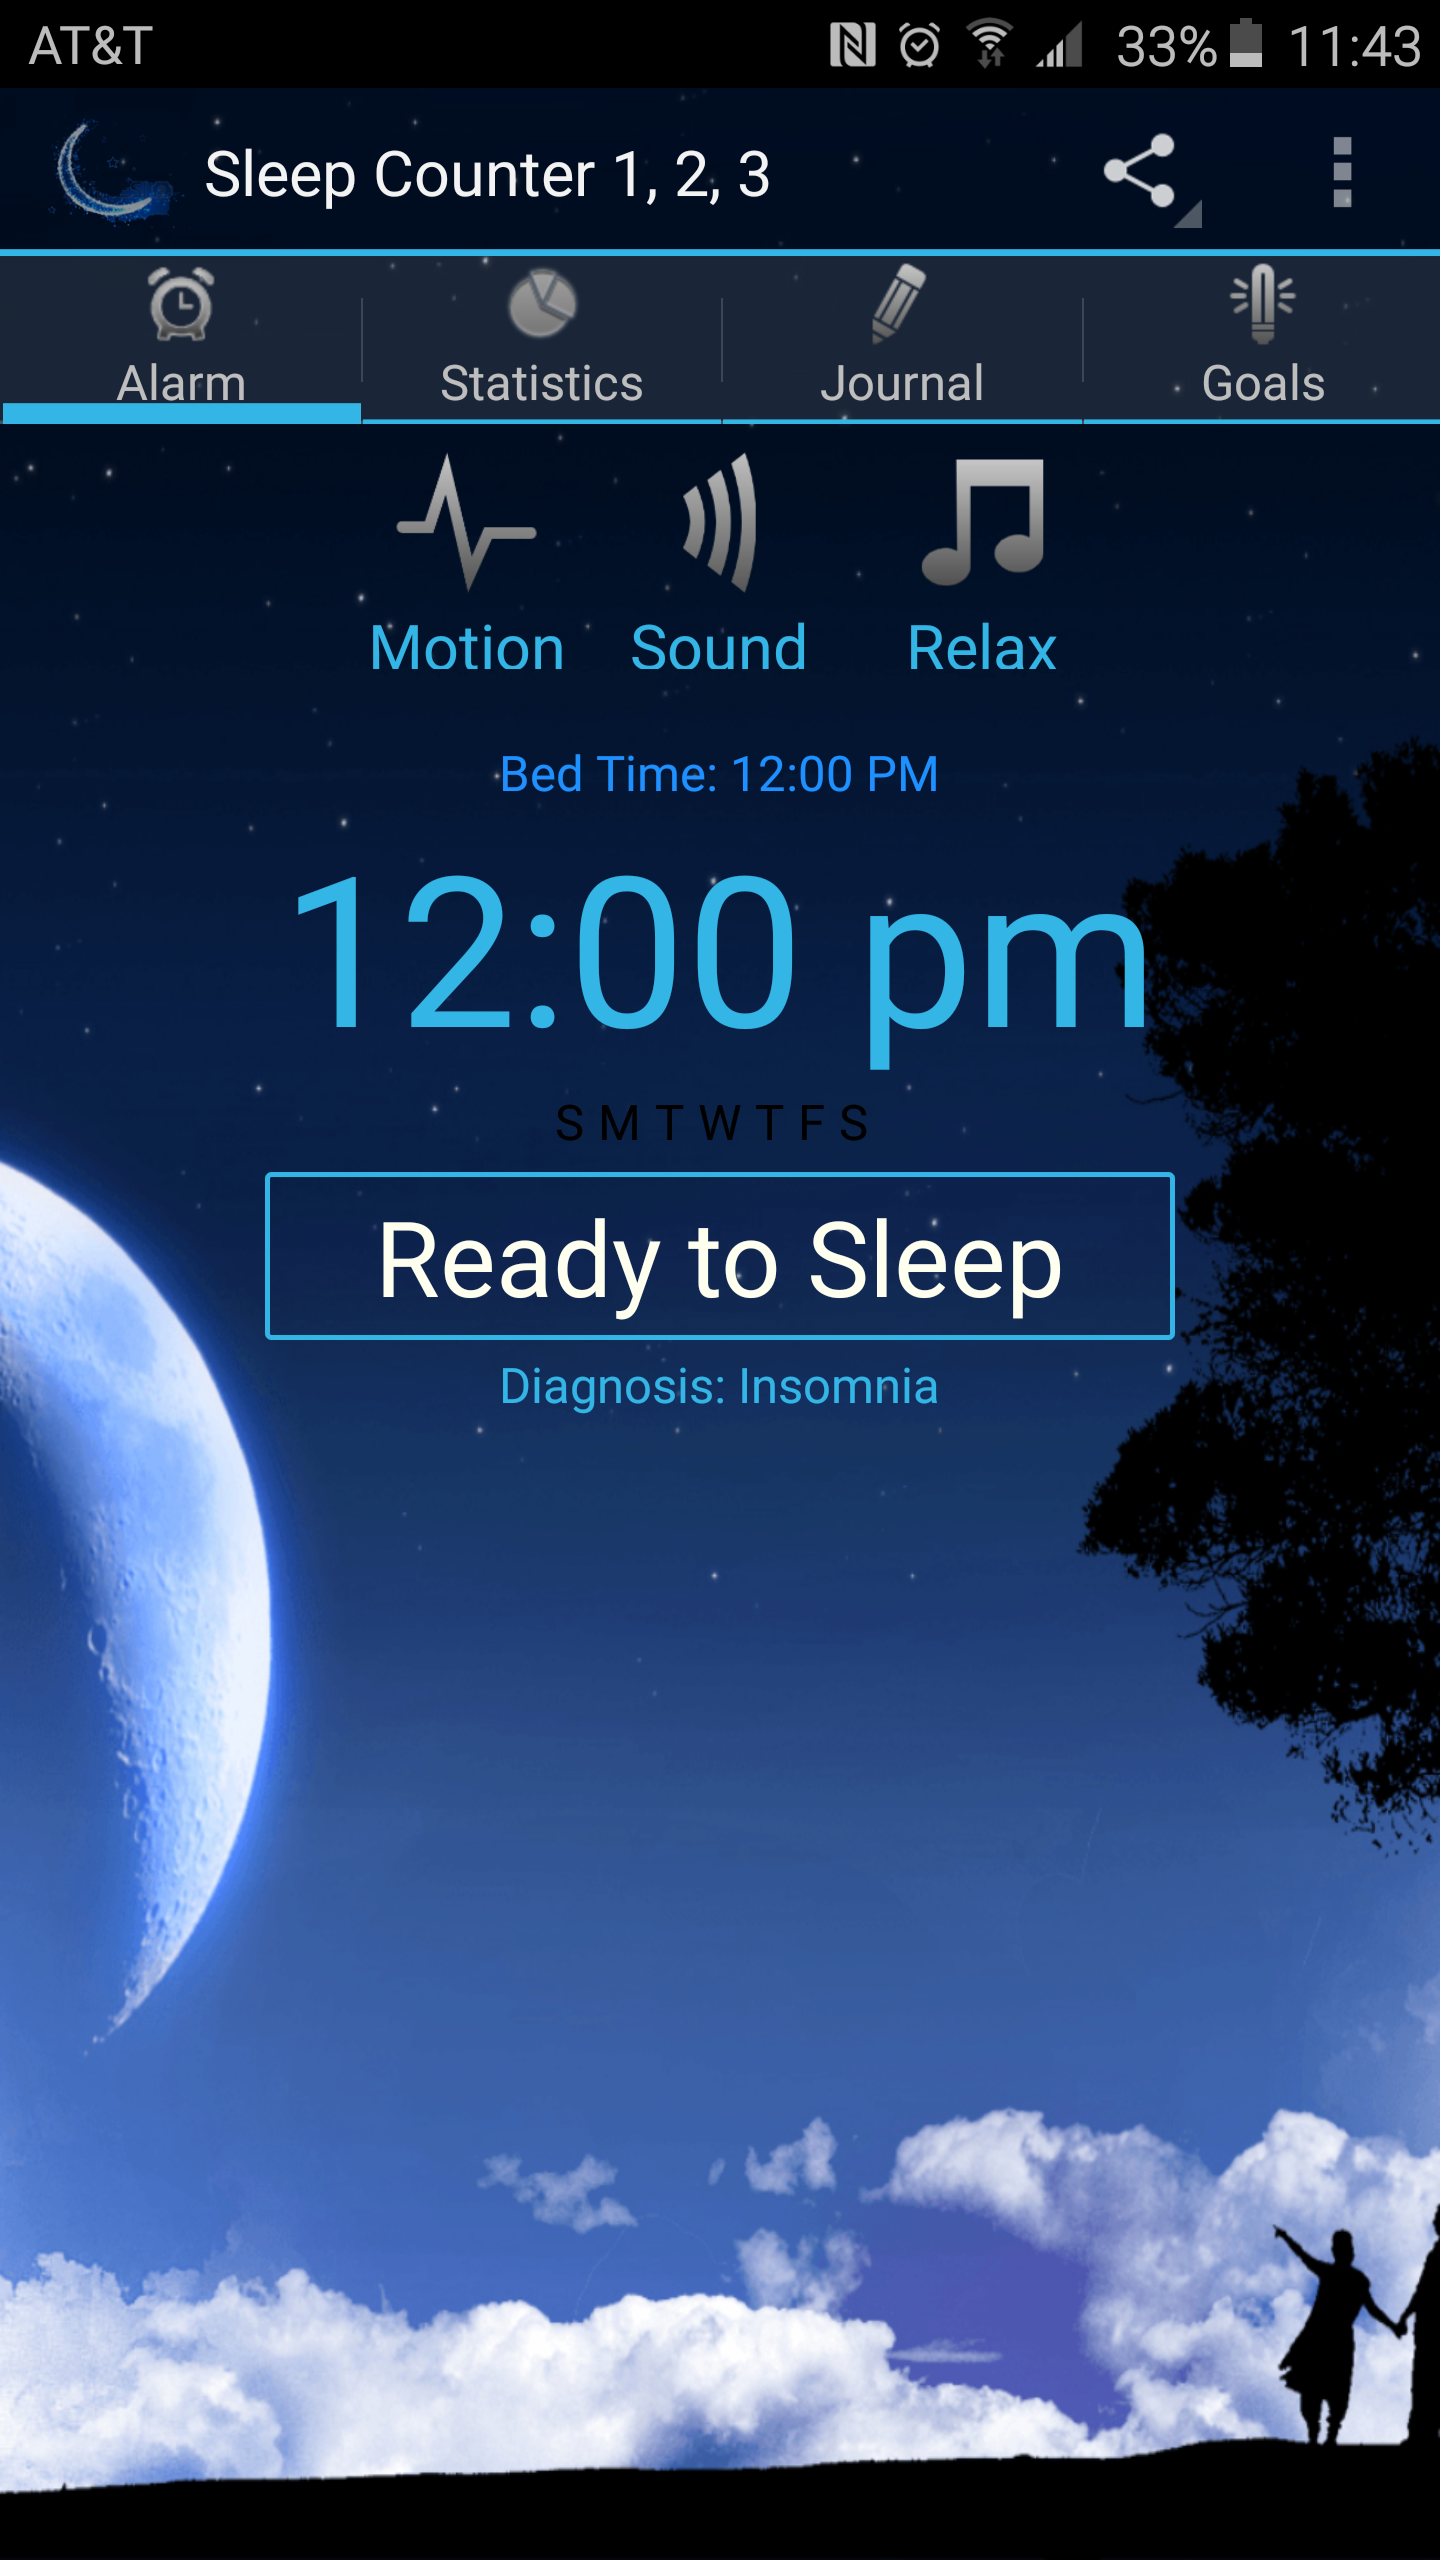 AT&T 33% 11:43
Sleep Counter 1, 2, 3
Alarm Statistics Journal Goals
Motion Sound Relax
Bed Time: 12:00 PM
12:00 pm
S M T W T F S
Ready to Sleep
Diagnosis: Insomnia